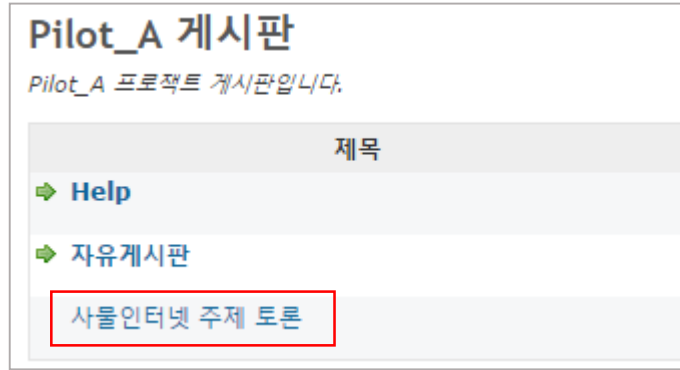 Pilot_A 게시판
Pilot_A 프로젝트 게시판입니다.
제목
Help
자유게시판
사물인터넷 주제 토론